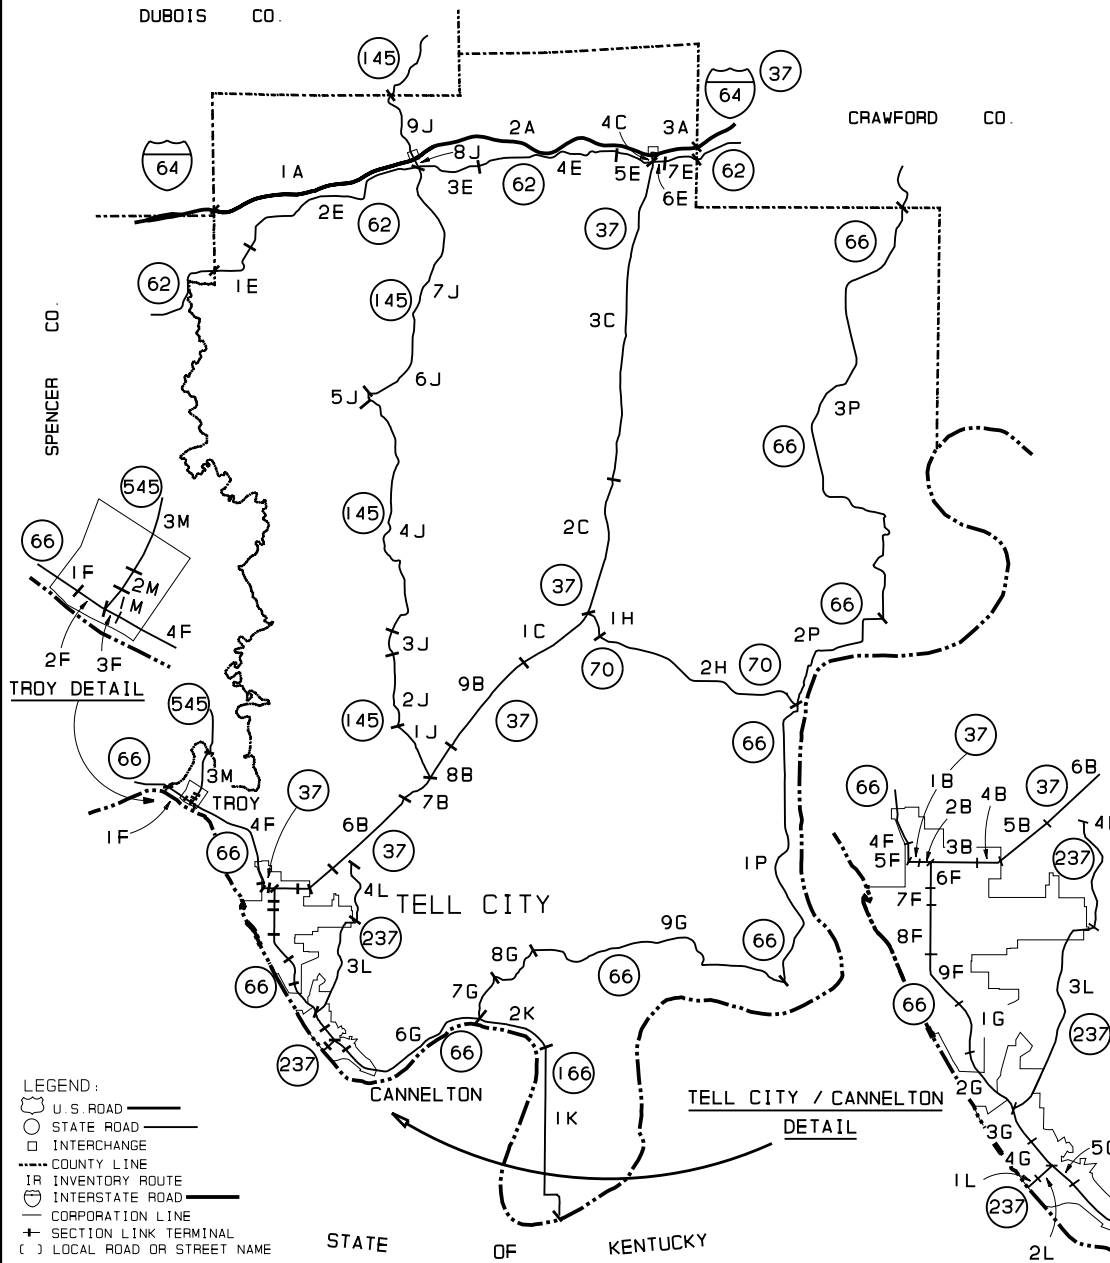 DUBOIS CO.
145
64
37
CRAWFORD CO.
9J
2A
4C
3A
64
1A
8J
3E
62
4E
5E
7E
6E
62
2E
62
37
66
62
1E
SPENCER CO.
145
7J
3C
5J
6J
3P
66
545
3M
145
4J
2C
66
1F
2M
1M
4F
2F
3F
TROY DETAIL
37
66
1C
1H
2P
3J
70
2H
70
9B
545
2J
145
1J
37
66
66
3M
TROY
37
8B
7B
1F
4F
66
6B
37
4L
TELL CITY
1P
237
9G
8G
66
66
3L
66
7G
2K
6G
66
237
166
CANNELTON
1K
37
66
1B
2B
4B
37
6B
4F
5F
3B
5B
6F
237
7F
8F
9F
3L
66
1G
237
2G
3G
4G
1L
237
2L
TELL CITY / CANNELTON
DETAIL
LEGEND:
U.S. ROAD
STATE ROAD
INTERCHANGE
COUNTY LINE
IR INVENTORY ROUTE
INTERSTATE ROAD
CORPORATION LINE
SECTION LINK TERMINAL
( ) LOCAL ROAD OR STREET NAME
STATE OF KENTUCKY